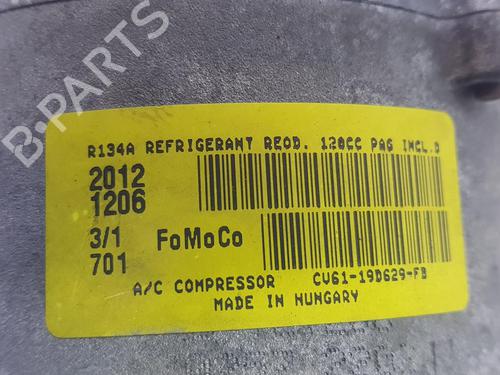 B-PARTS
R134A REFRIGERANT REQD. 120CC PAG INCL.D
2012
1206
3/1 FoMoCo
701
A/C COMPRESSOR CV61-19D629-FB
MADE IN HUNGARY